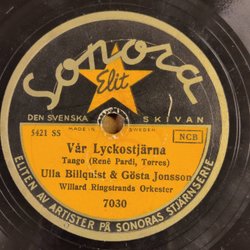 Sonora
Elit
DEN SVENSKA SKIVAN
5421 SS
MADE IN SWEDEN
NCB
Vår Lyckostjärna
Tango (René Pardi, Tørres)
Ulla Billquist & Gösta Jonsson
Willard Ringstrands Orkester
7030
ELITEN AV ARTISTER PÅ SONORAS STJÄRNSERIE